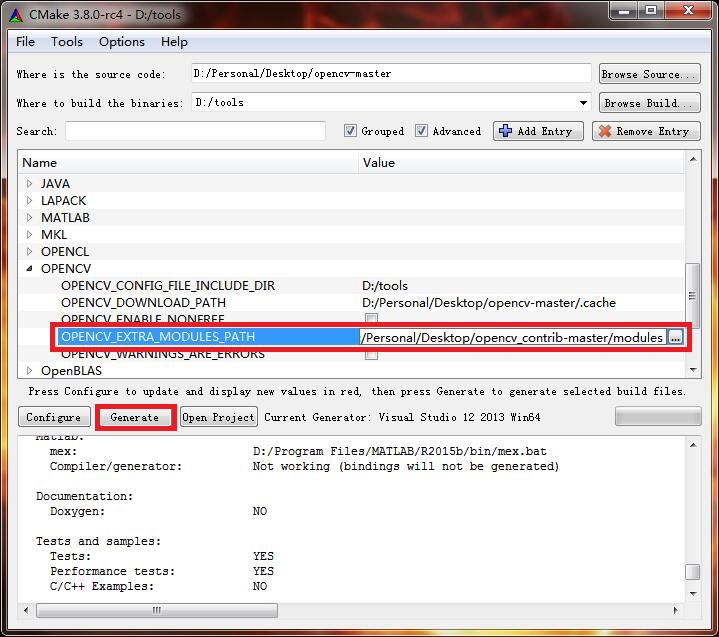 CMake 3.8.0-rc4 - D:/tools
File Tools Options Help
Where is the source code: D:/Personal/Desktop/opencv-master Browse Source...
Where to build the binaries: D:/tools Browse Build...
Search: Grouped Advanced Add Entry Remove Entry
Name Value
JAVA
LAPACK
MATLAB
MKL
OPENCL
OPENCV
OPENCV_CONFIG_FILE_INCLUDE_DIR D:/tools
OPENCV_DOWNLOAD_PATH D:/Personal/Desktop/opencv-master/.cache
OPENCV_ENABLE_NONFREE
OPENCV_EXTRA_MODULES_PATH /Personal/Desktop/opencv_contrib-master/modules ...
OPENCV_WARNINGS_ARE_ERRORS
OpenBLAS
Press Configure to update and display new values in red, then press Generate to generate selected build files.
Configure Generate Open Project Current Generator: Visual Studio 12 2013 Win64
Matlab:
mex: D:/Program Files/MATLAB/R2015b/bin/mex.bat
Compiler/generator: Not working (bindings will not be generated)
Documentation:
Doxygen: NO
Tests and samples:
Tests: YES
Performance tests: YES
C/C++ Examples: NO